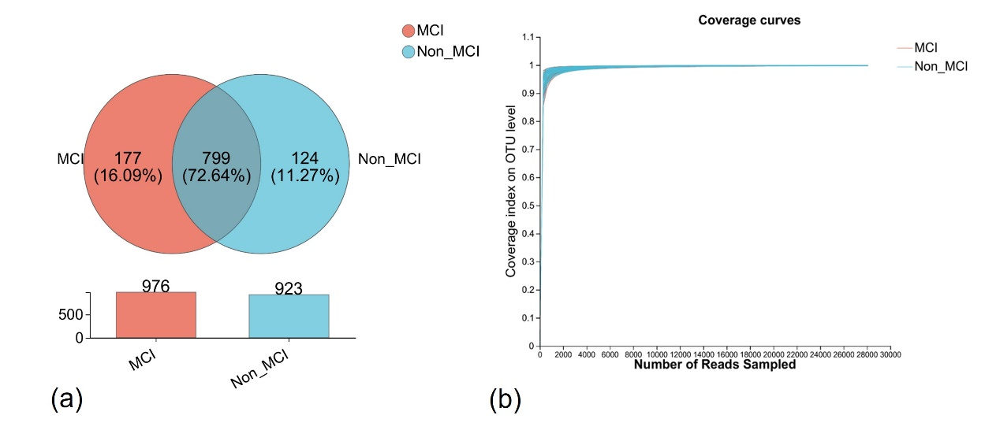 MCI
Non_MCI
MCI
177
(16.09%)
799
(72.64%)
124
(11.27%)
Non_MCI
976
923
500
0
MCI
Non_MCI
(a)
Coverage curves
MCI
Non_MCI
1.1
1
0.9
0.8
0.7
0.6
0.5
0.4
0.3
0.2
0.1
0
Coverage index on OTU level
0 2000 4000 6000 8000 10000 12000 14000 16000 18000 20000 22000 24000 26000 28000 30000
Number of Reads Sampled
(b)